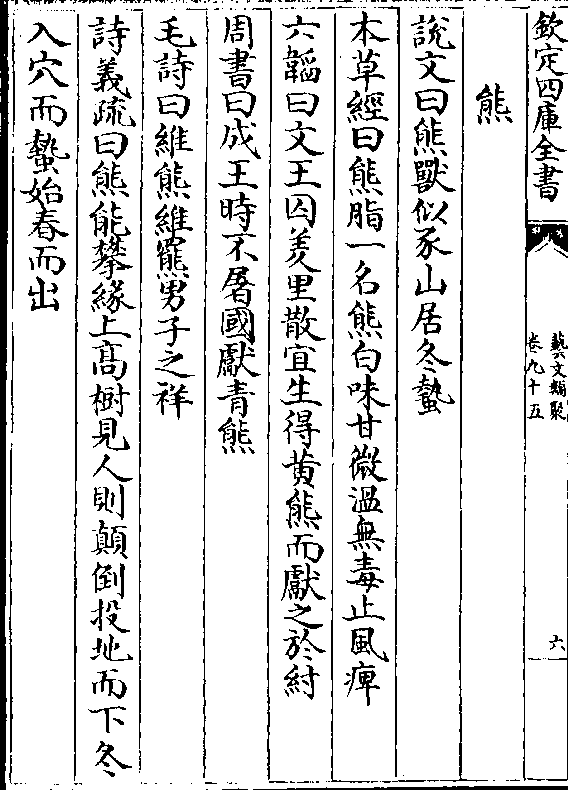 欽定四庫全書
藝文類聚
卷九十五
六
熊
說文曰熊獸似豕山居冬蟄
本草經曰熊脂一名熊白味甘微溫無毒止風痺
六韜曰文王囚羑里散宜生得黄熊而獻之於紂
周書曰成王時不屠國獻青熊
毛詩曰維熊維羆男子之祥
詩義疏曰熊能攀緣上髙樹見人則顛倒投地而下冬
入穴而蟄始春而出